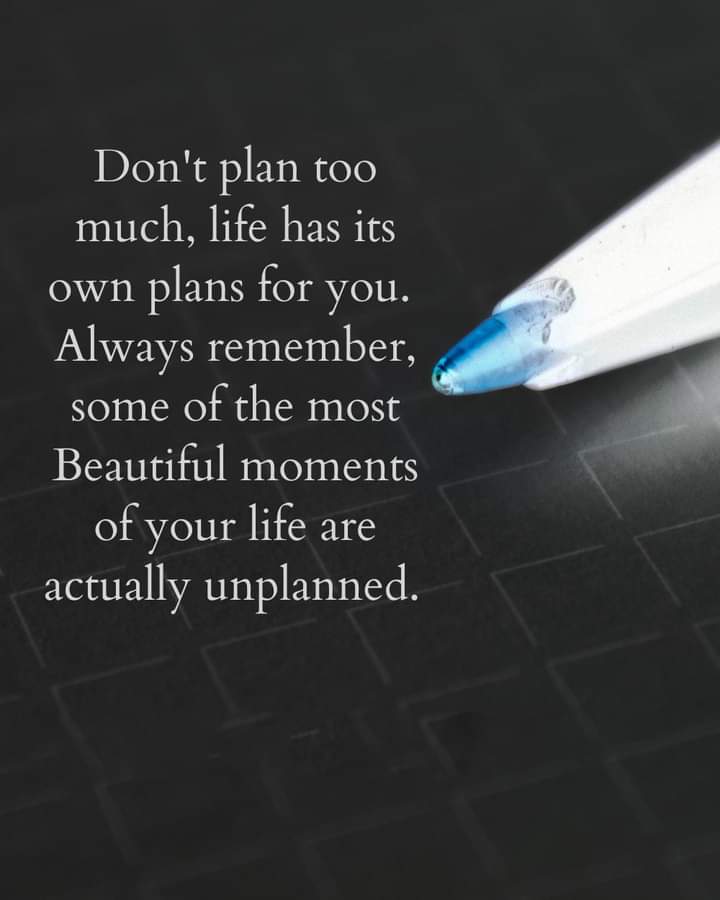 Don't plan too
much, life has its
own plans for you.
Always remember,
some of the most
Beautiful moments
of your life are
actually unplanned.